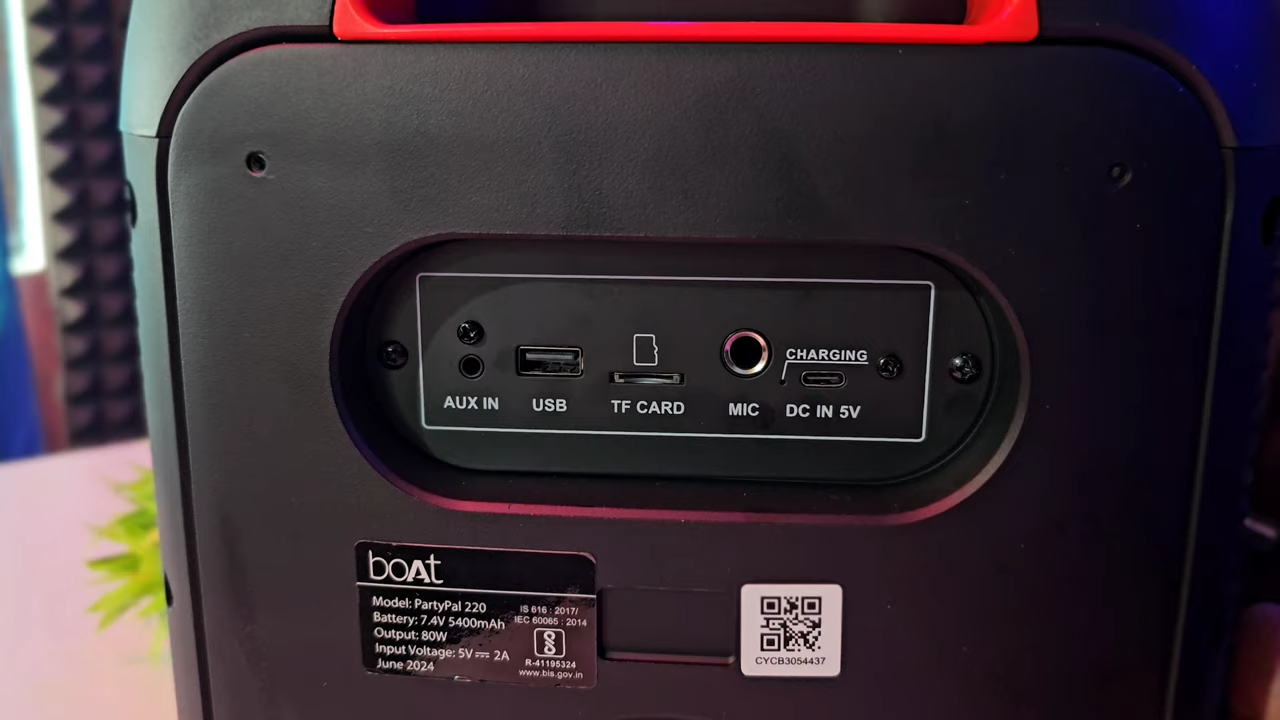 CHARGING
AUX IN
USB
TF CARD
MIC
DC IN 5V
boAt
Model: PartyPal 220
Battery: 7.4V 5400mAh
Output: 80W
Input Voltage: 5V⎓2A
June 2024
IS 616 : 2017/
IEC 60065 : 2014
R-41195324
www.bis.gov.in
CYCB3054437